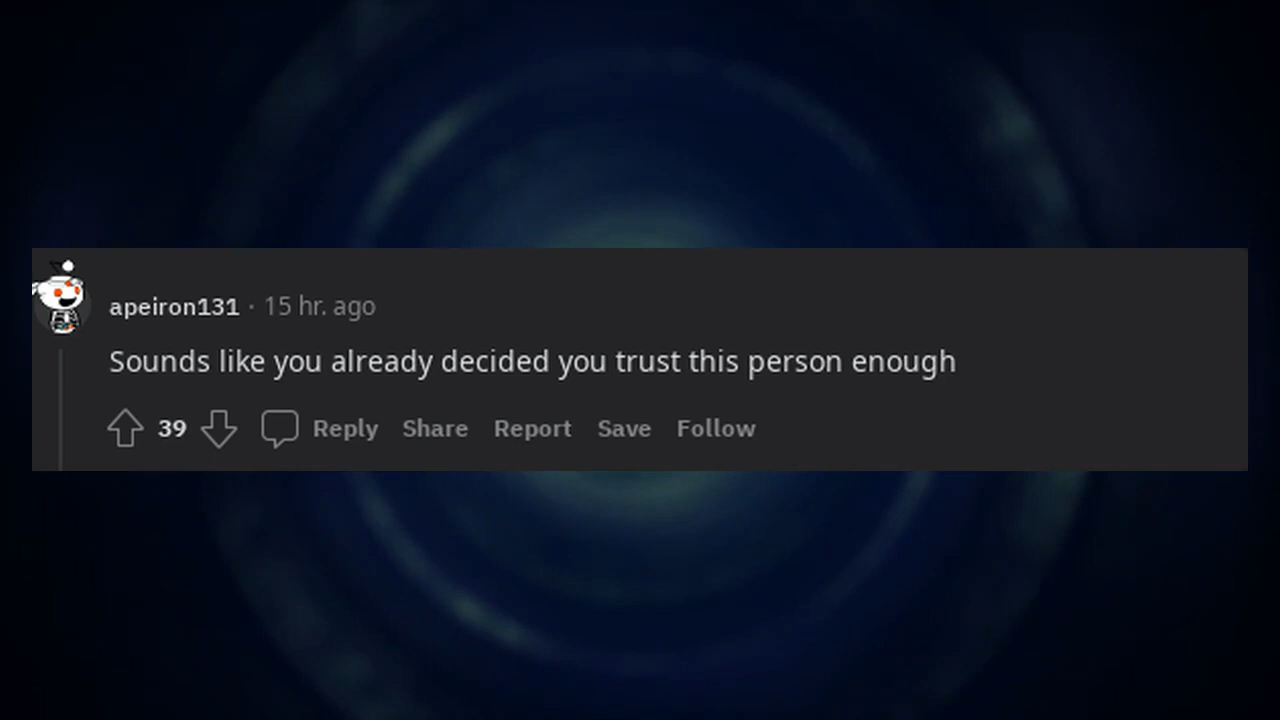 apeiron131 · 15 hr. ago
Sounds like you already decided you trust this person enough
39 Reply Share Report Save Follow